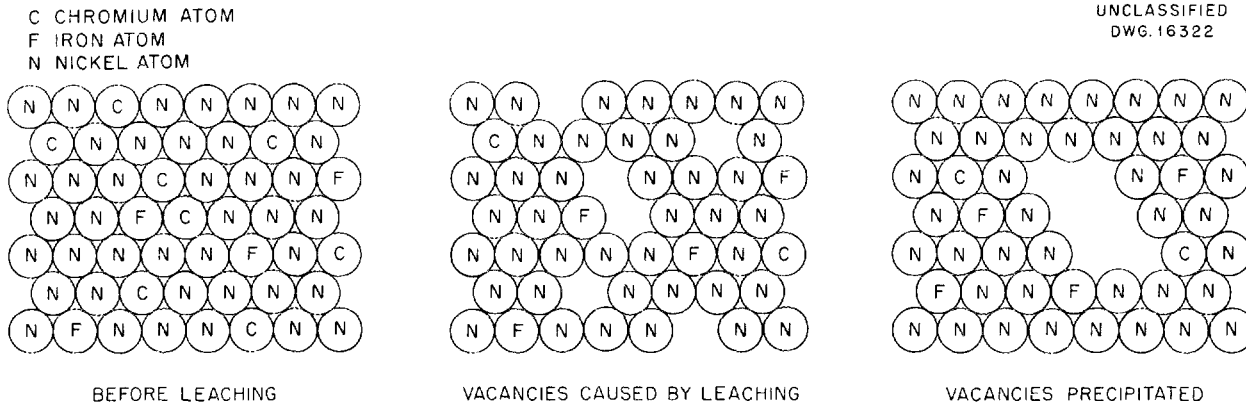 C CHROMIUM ATOM
F IRON ATOM
N NICKEL ATOM
UNCLASSIFIED
DWG. 16322
N N C N N N N N
C N N N N C N
N N N C N N N F
N N F C N N N
N N N N N F N C
N N C N N N N
N F N N N C N N
BEFORE LEACHING
N N N N N N N
C N N N N N
N N N N N N F
N N F N N N
N N N N N F N C
N N N N N N
N F N N N N N
VACANCIES CAUSED BY LEACHING
N N N N N N N N
N N N N N N N
N C N N F N
N F N N N
N N N N C N
F N N F N N N
N N N N N N N N
VACANCIES PRECIPITATED